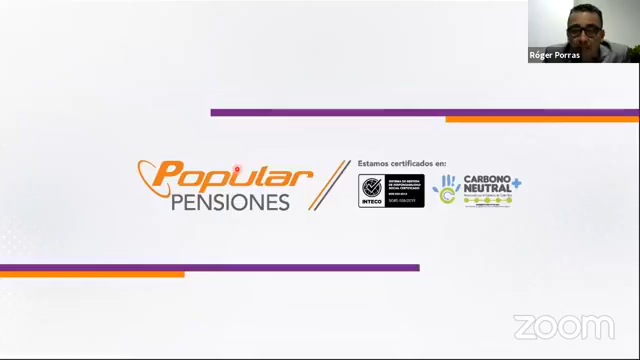 Róger Porras
Popular
PENSIONES
Estamos certificados en:
INTECO
CARBONO
NEUTRAL+
zoom